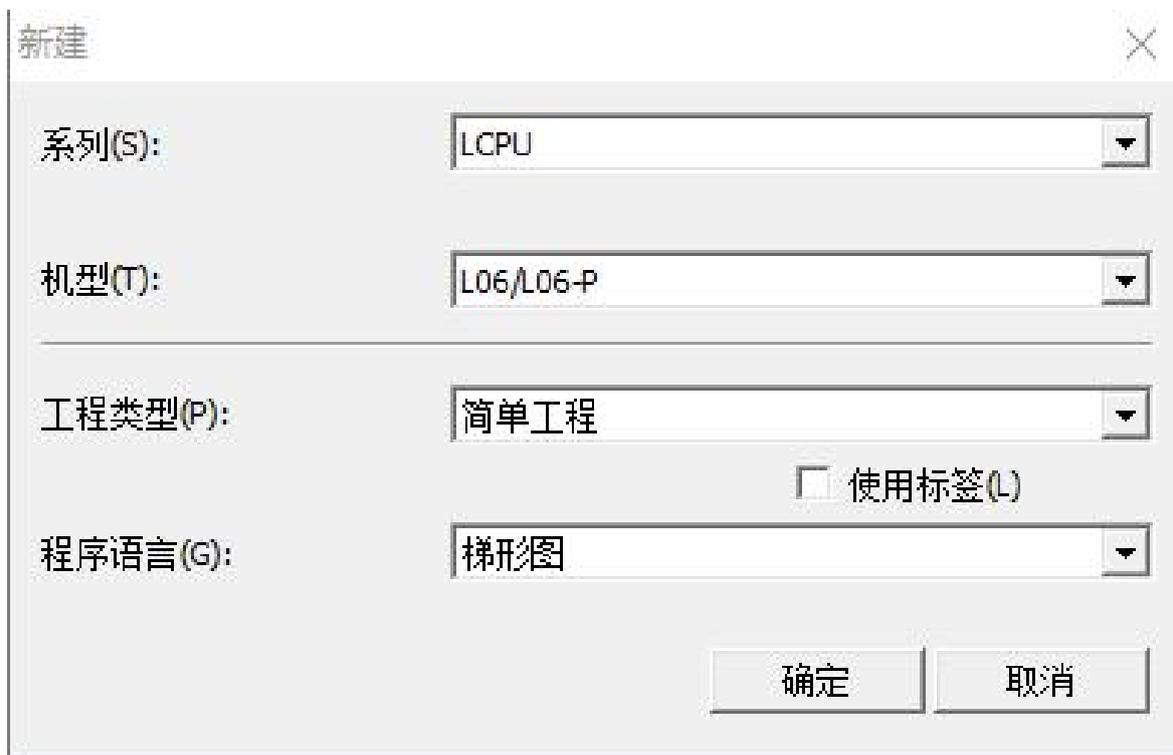 新建
系列(S): LCPU
机型(T): L06/L06-P
工程类型(P): 简单工程
使用标签(L)
程序语言(G): 梯形图
确定 取消